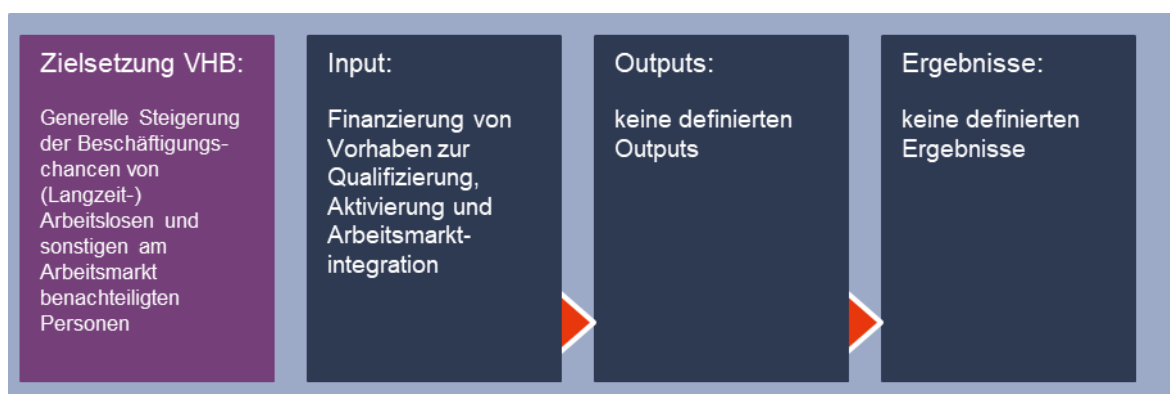 Zielsetzung VHB:
Generelle Steigerung
der Beschäftigungs-
chancen von
(Langzeit-)
Arbeitslosen und
sonstigen am
Arbeitsmarkt
benachteiligten
Personen
Input:
Finanzierung von
Vorhaben zur
Qualifizierung,
Aktivierung und
Arbeitsmarkt-
integration
Outputs:
keine definierten
Outputs
Ergebnisse:
keine definierten
Ergebnisse